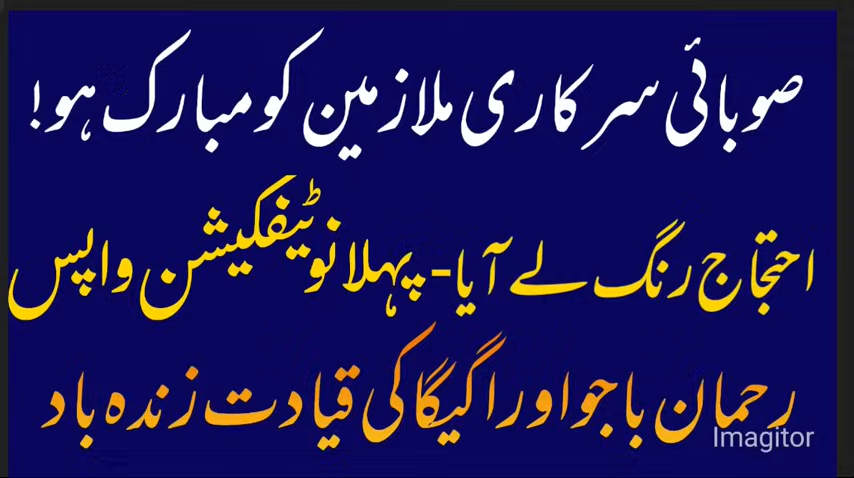 صوبائی سرکاری ملازمین کو مبارک ہو!
احتجاج رنگ لے آیا- پہلا نوٹیفکیشن واپس
رحمان باجوا اور اگیگا کی قیادت زندہ باد
Imagitor